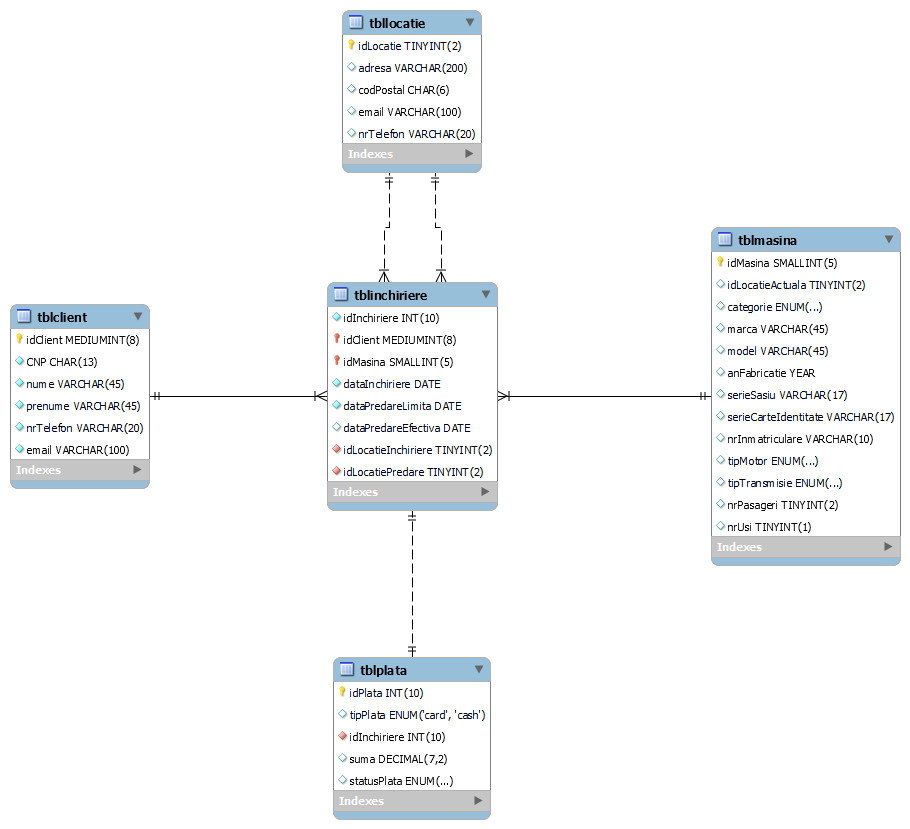 tbllocatie
idLocatie TINYINT(2)
adresa VARCHAR(200)
codPostal CHAR(6)
email VARCHAR(100)
nrTelefon VARCHAR(20)
Indexes
tblmasina
idMasina SMALLINT(5)
idLocatieActuala TINYINT(2)
categorie ENUM(...)
marca VARCHAR(45)
model VARCHAR(45)
anFabricatie YEAR
serieSasiu VARCHAR(17)
serieCarteIdentitate VARCHAR(17)
nrInmatriculare VARCHAR(10)
tipMotor ENUM(...)
tipTransmisie ENUM(...)
nrPasageri TINYINT(2)
nrUsi TINYINT(1)
Indexes
tblinchiriere
idInchiriere INT(10)
idClient MEDIUMINT(8)
idMasina SMALLINT(5)
dataInchiriere DATE
dataPredareLimita DATE
dataPredareEfectiva DATE
idLocatieInchiriere TINYINT(2)
idLocatiePredare TINYINT(2)
Indexes
tblclient
idClient MEDIUMINT(8)
CNP CHAR(13)
nume VARCHAR(45)
prenume VARCHAR(45)
nrTelefon VARCHAR(20)
email VARCHAR(100)
Indexes
tblplata
idPlata INT(10)
tipPlata ENUM('card', 'cash')
idInchiriere INT(10)
suma DECIMAL(7,2)
statusPlata ENUM(...)
Indexes